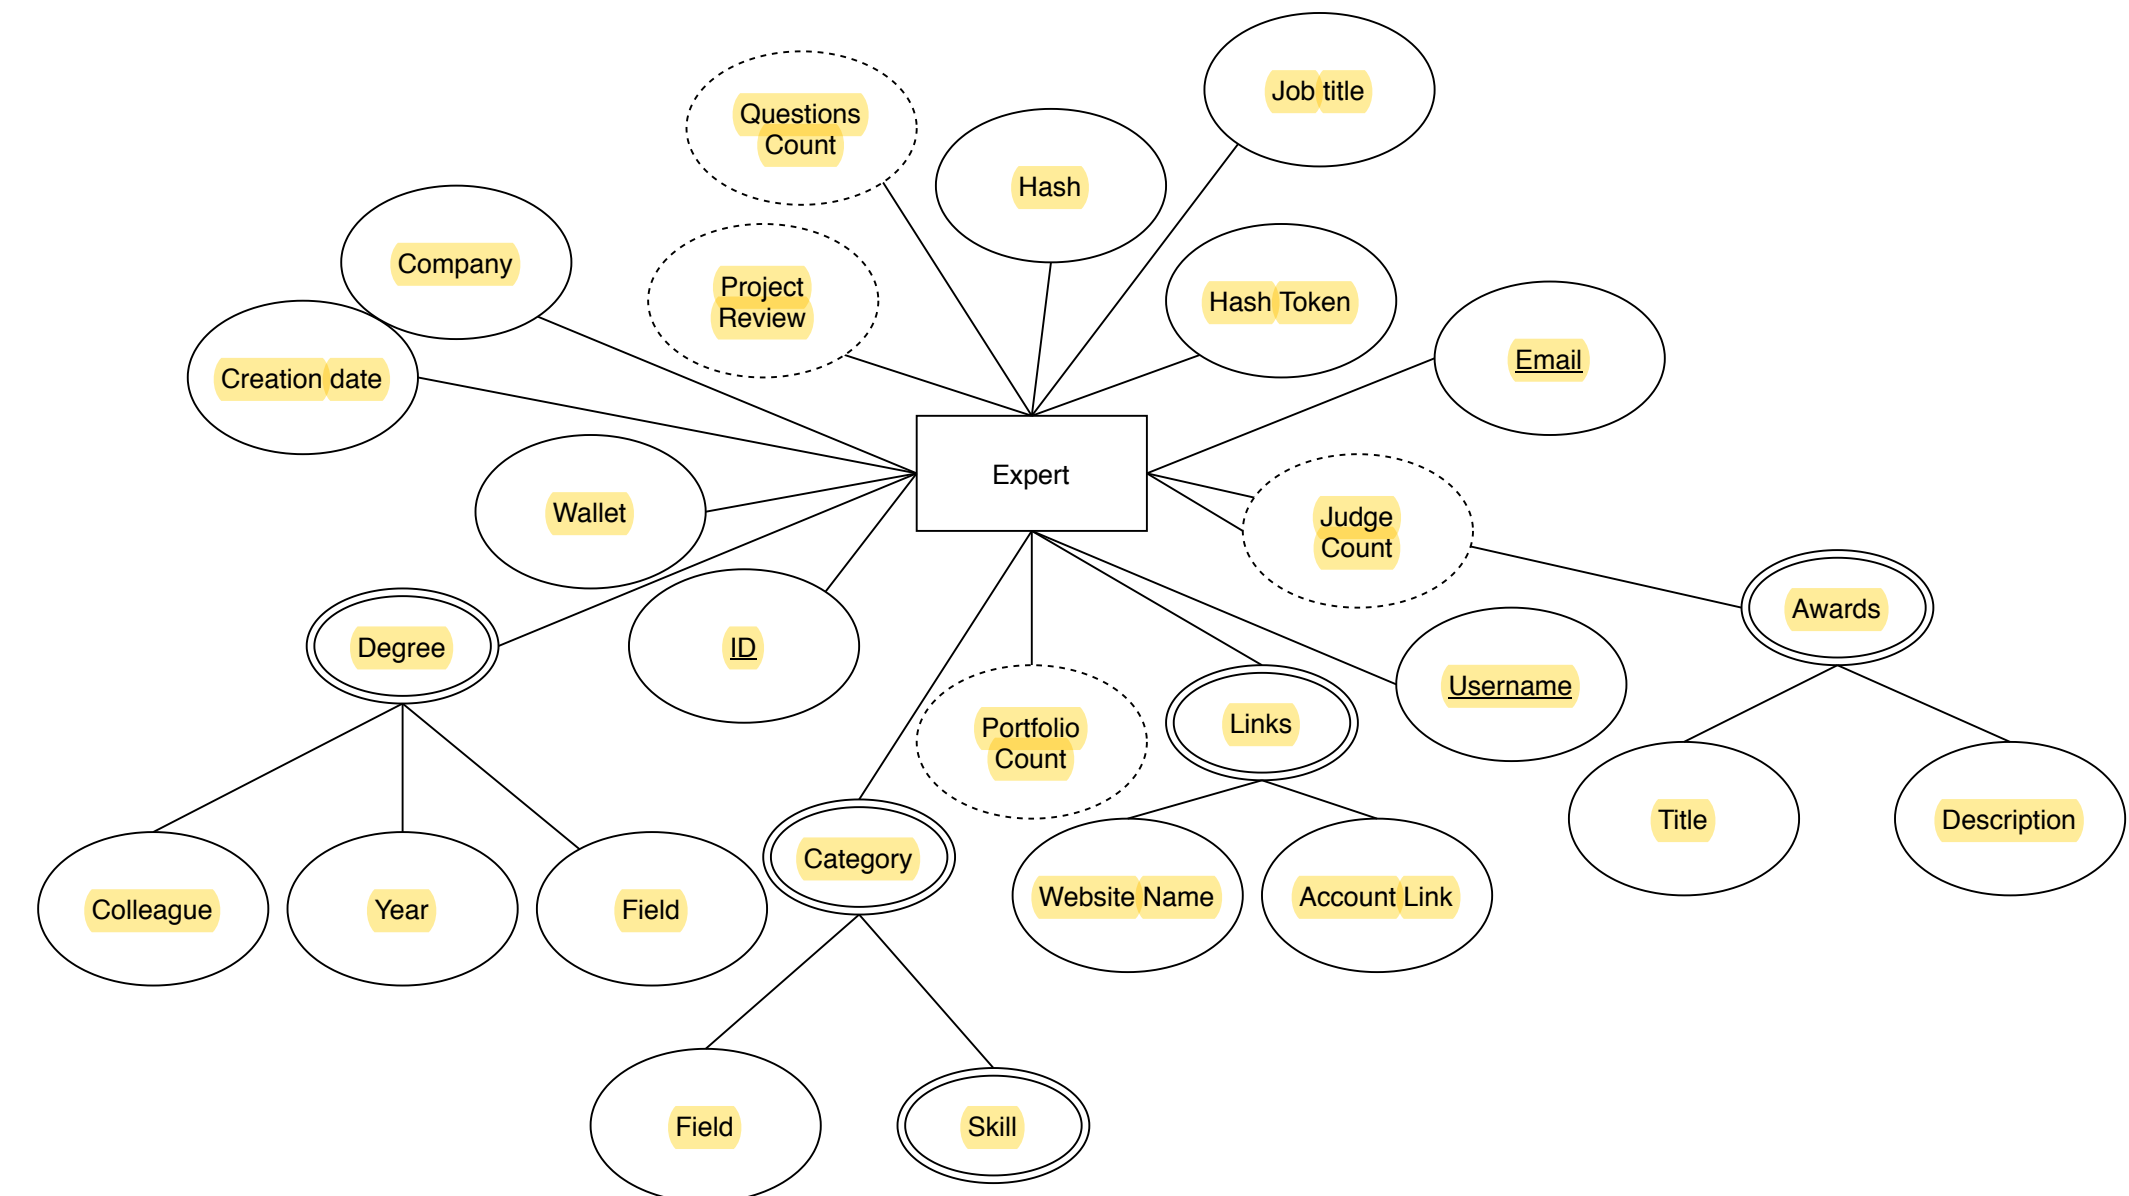 Job title
Questions
Count
Hash
Company
Project
Review
Hash Token
Email
Creation date
Expert
Wallet
Judge
Count
Awards
Degree
ID
Username
Links
Portfolio
Count
Title
Description
Category
Website Name
Account Link
Colleague
Year
Field
Field
Skill